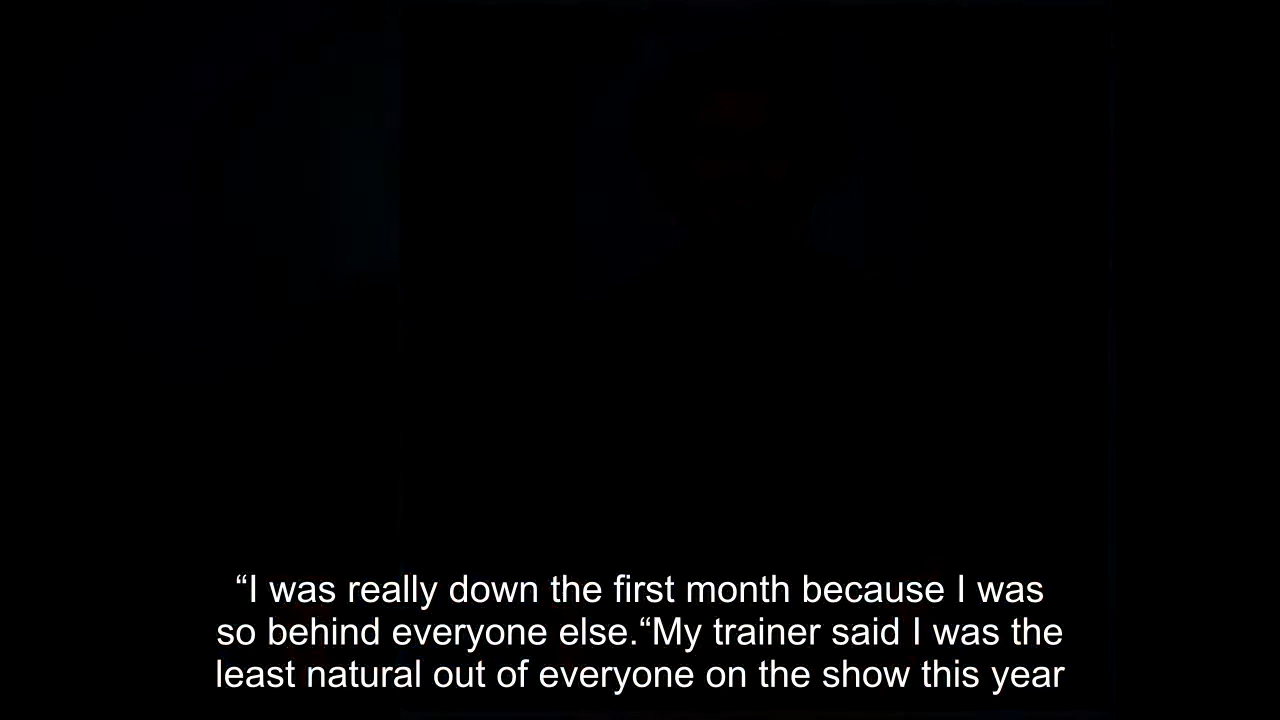 “I was really down the first month because I was
so behind everyone else.“My trainer said I was the
least natural out of everyone on the show this year